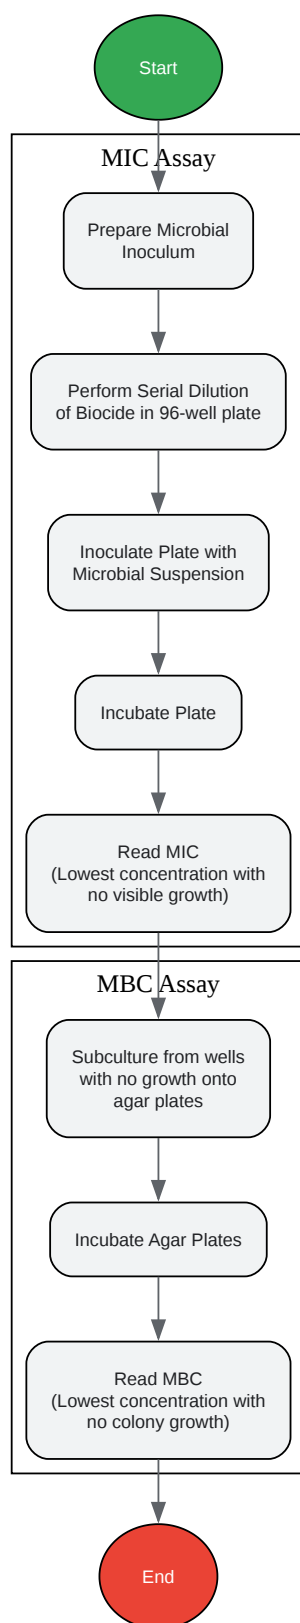 Start
MIC Assay
Prepare Microbial
Inoculum
Perform Serial Dilution
of Biocide in 96-well plate
Inoculate Plate with
Microbial Suspension
Incubate Plate
Read MIC
(Lowest concentration with
no visible growth)
MBC Assay
Subculture from wells
with no growth onto
agar plates
Incubate Agar Plates
Read MBC
(Lowest concentration with
no colony growth)
End